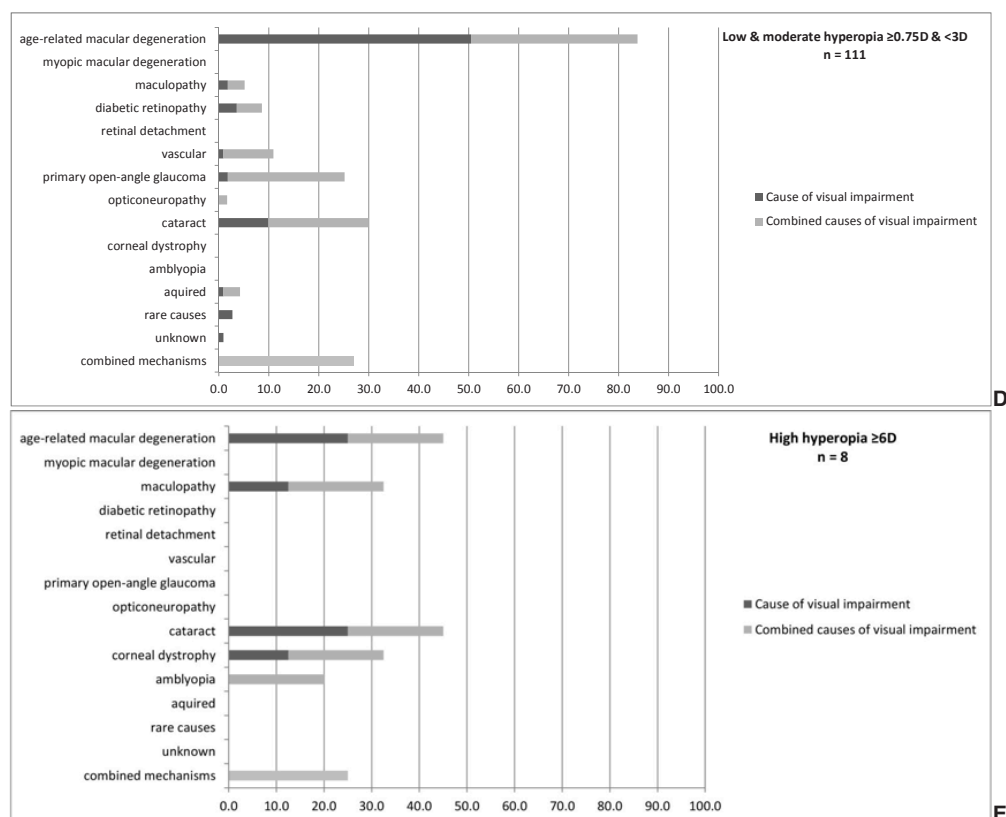 Low & moderate hyperopia ≥0.75D & <3D
n = 111
age-related macular degeneration
myopic macular degeneration
maculopathy
diabetic retinopathy
retinal detachment
vascular
primary open-angle glaucoma
opticoneuropathy
cataract
corneal dystrophy
amblyopia
aquired
rare causes
unknown
combined mechanisms
Cause of visual impairment
Combined causes of visual impairment
0.0 10.0 20.0 30.0 40.0 50.0 60.0 70.0 80.0 90.0 100.0
D
High hyperopia ≥6D
n = 8
age-related macular degeneration
myopic macular degeneration
maculopathy
diabetic retinopathy
retinal detachment
vascular
primary open-angle glaucoma
opticoneuropathy
cataract
corneal dystrophy
amblyopia
aquired
rare causes
unknown
combined mechanisms
Cause of visual impairment
Combined causes of visual impairment
0.0 10.0 20.0 30.0 40.0 50.0 60.0 70.0 80.0 90.0 100.0